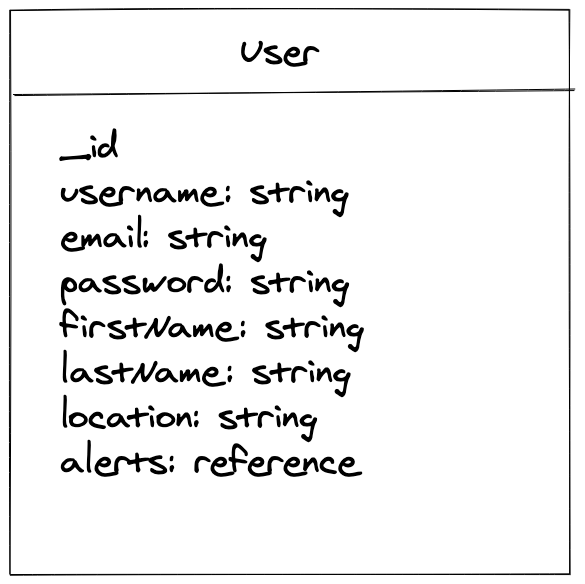 User
_id
username: string
email: string
password: string
firstName: string
lastName: string
location: string
alerts: reference